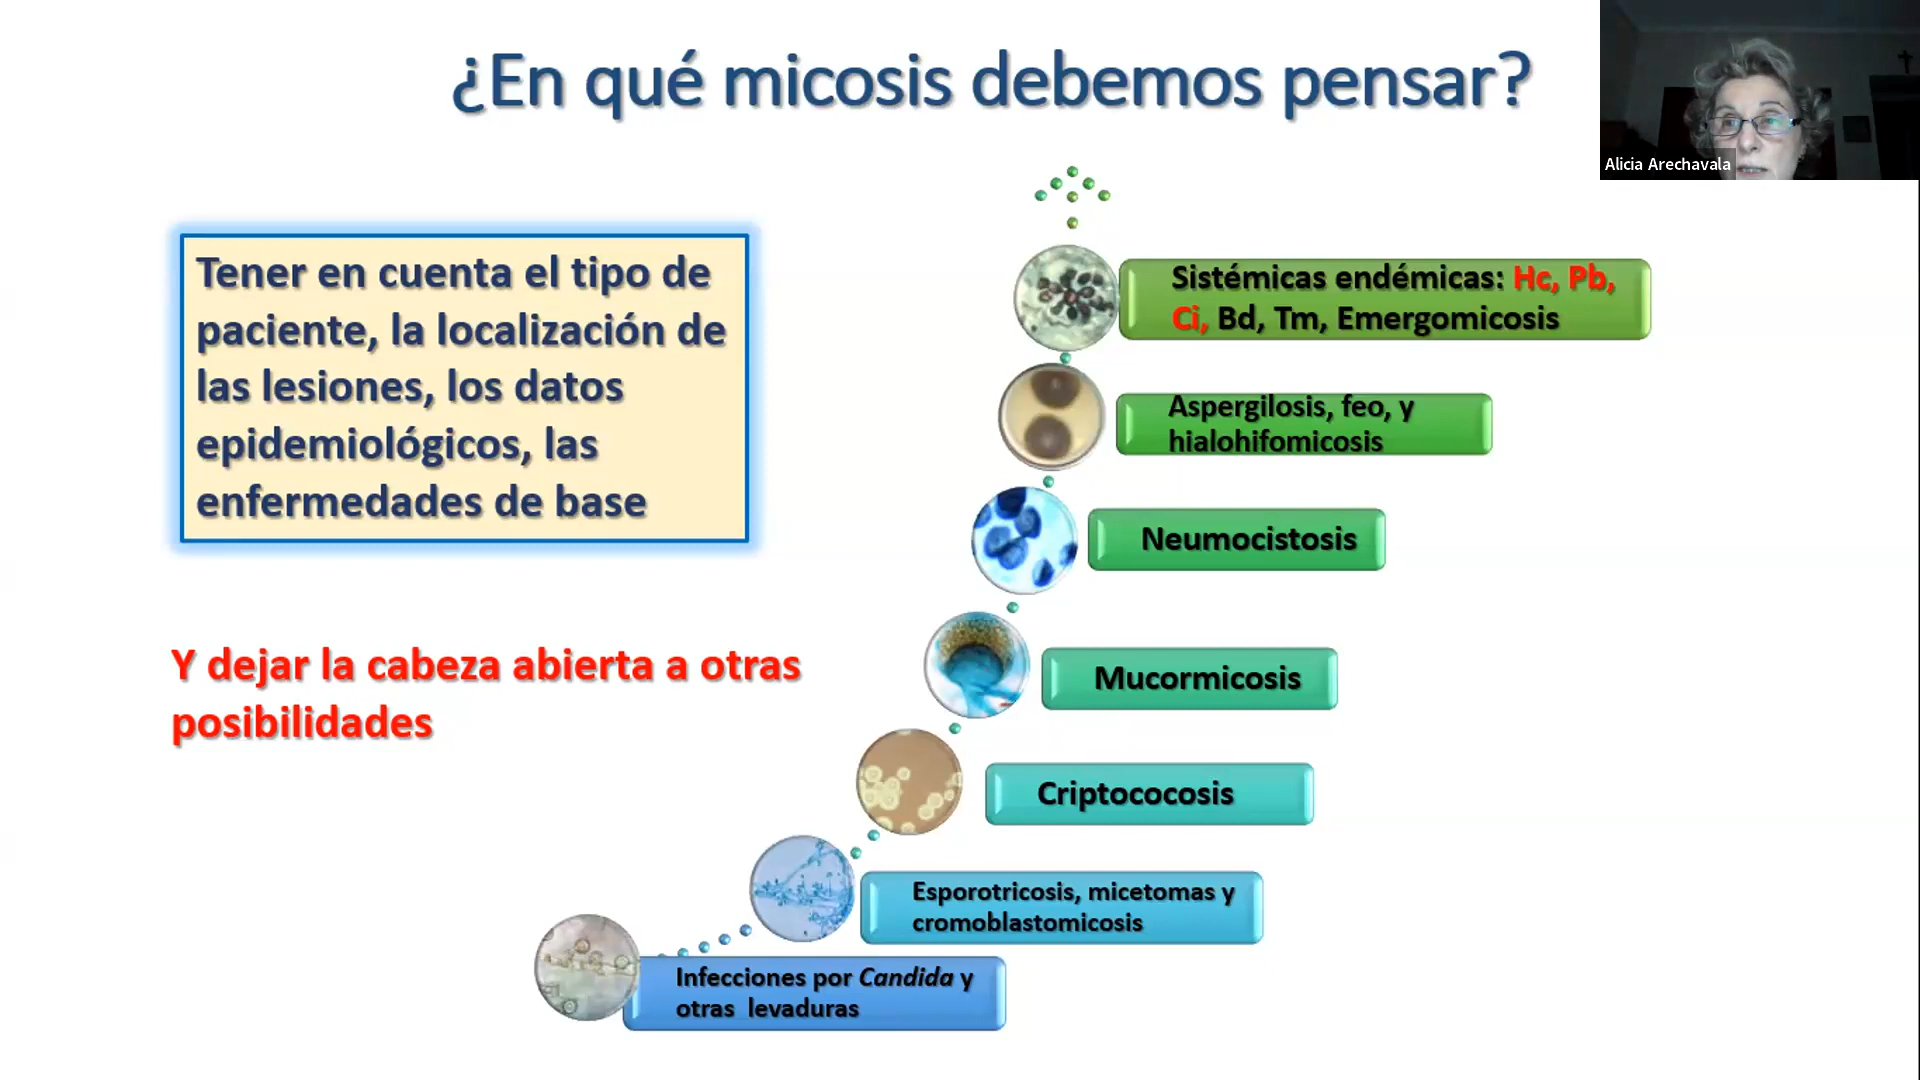 ¿En qué micosis debemos pensar?
Alicia Arechavala
Tener en cuenta el tipo de
paciente, la localización de
las lesiones, los datos
epidemiológicos, las
enfermedades de base
Y dejar la cabeza abierta a otras
posibilidades
Sistémicas endémicas: Hc, Pb,
Ci, Bd, Tm, Emergomicosis
Aspergilosis, feo, y
hialohifomicosis
Neumocistosis
Mucormicosis
Criptococosis
Esporotricosis, micetomas y
cromoblastomicosis
Infecciones por Candida y
otras levaduras